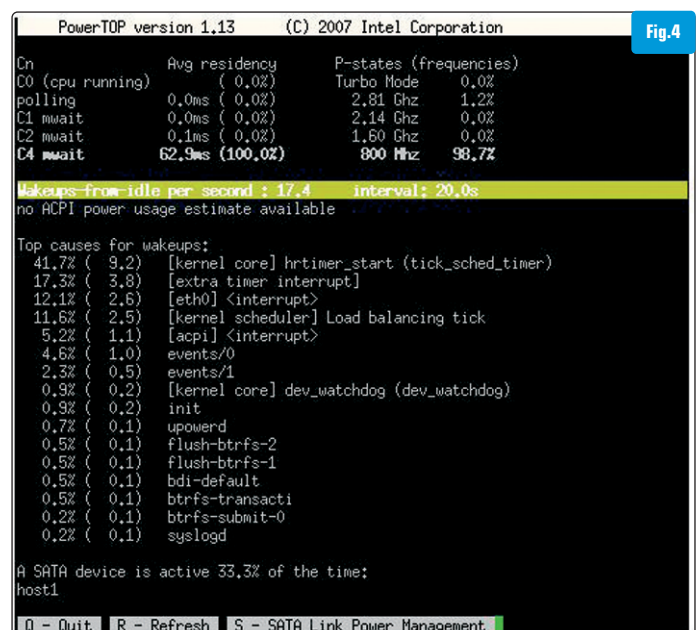 PowerTOP version 1.13 (C) 2007 Intel Corporation
Fig.4
Cn Avg residency P-states (frequencies)
C0 (cpu running) ( 0.0%) Turbo Mode 0.0%
polling 0.0ms ( 0.0%) 2.81 Ghz 1.2%
C1 mwait 0.0ms ( 0.0%) 2.14 Ghz 0.0%
C2 mwait 0.1ms ( 0.0%) 1.60 Ghz 0.0%
C4 mwait 62.9ms (100.0%) 800 Mhz 98.7%
Wakeups-from-idle per second : 17.4 interval: 20.0s
no ACPI power usage estimate available
Top causes for wakeups:
41.7% ( 9.2) [kernel core] hrtimer_start (tick_sched_timer)
17.3% ( 3.8) [extra timer interrupt]
12.1% ( 2.6) [eth0] <interrupt>
11.6% ( 2.5) [kernel scheduler] Load balancing tick
5.2% ( 1.1) [acpi] <interrupt>
4.6% ( 1.0) events/0
2.3% ( 0.5) events/1
0.9% ( 0.2) [kernel core] dev_watchdog (dev_watchdog)
0.9% ( 0.2) init
0.7% ( 0.1) upowerd
0.5% ( 0.1) flush-btrfs-2
0.5% ( 0.1) flush-btrfs-1
0.5% ( 0.1) bdi-default
0.5% ( 0.1) btrfs-transacti
0.2% ( 0.1) btrfs-submit-0
0.2% ( 0.1) syslogd
A SATA device is active 33.3% of the time:
host1
Q - Quit R - Refresh S - SATA Link Power Management